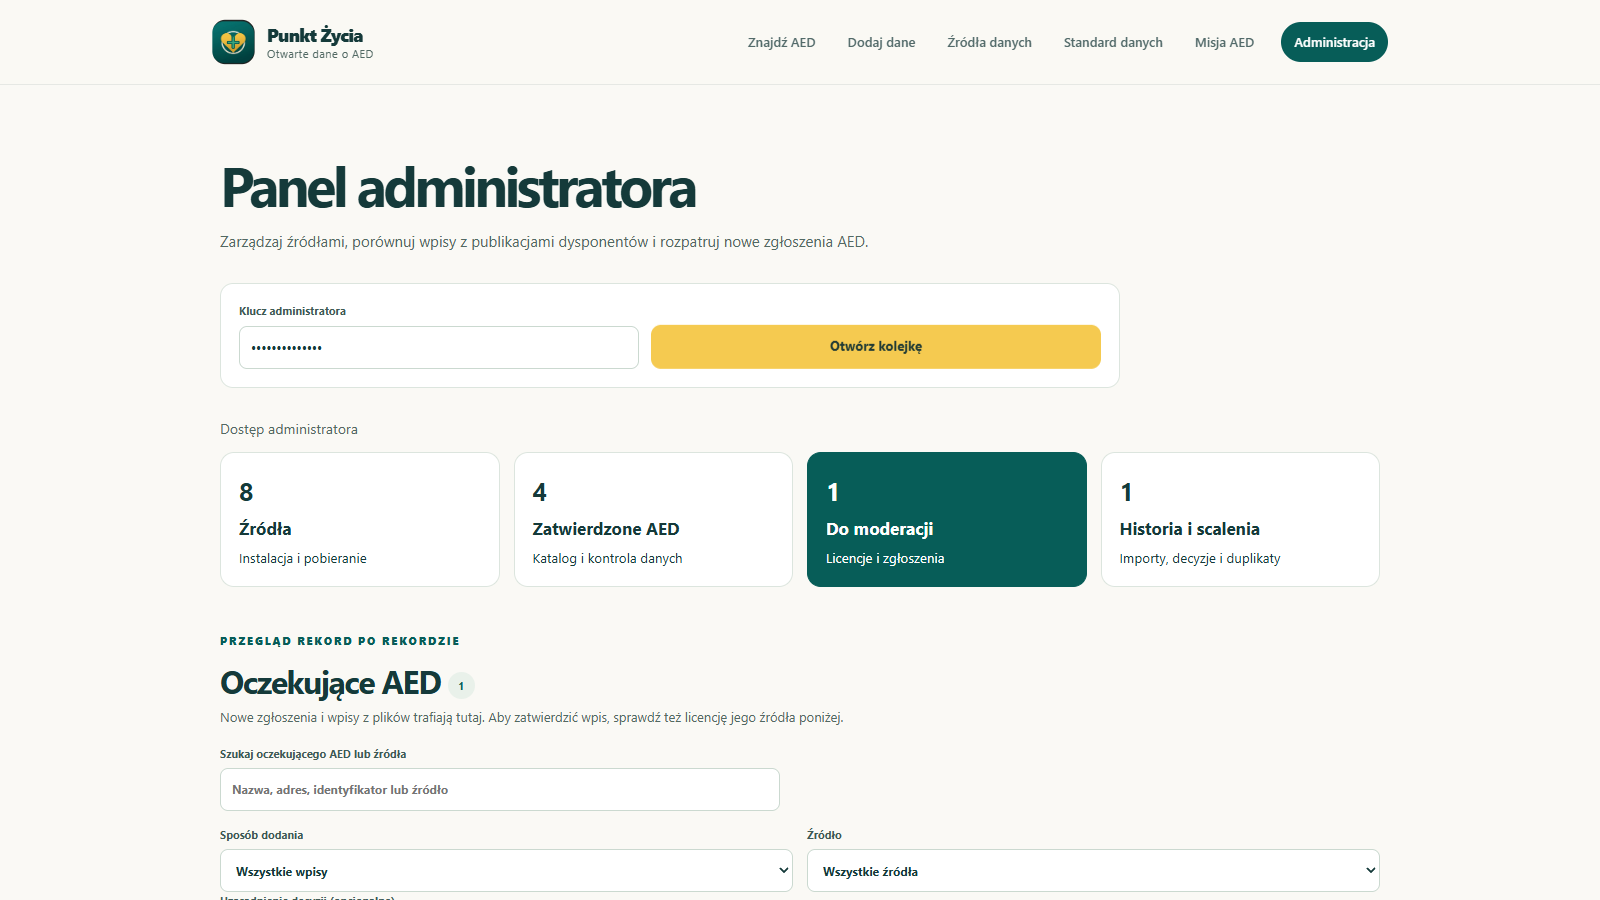 Punkt Życia
Otwarte dane o AED
Znajdź AED
Dodaj dane
Źródła danych
Standard danych
Misja AED
Administracja
Panel administratora
Zarządzaj źródłami, porównuj wpisy z publikacjami dysponentów i rozpatruj nowe zgłoszenia AED.
Klucz administratora
••••••••••••••
Otwórz kolejkę
Dostęp administratora
8
Źródła
Instalacja i pobieranie
4
Zatwierdzone AED
Katalog i kontrola danych
1
Do moderacji
Licencje i zgłoszenia
1
Historia i scalenia
Importy, decyzje i duplikaty
PRZEGLĄD REKORD PO REKORDZIE
Oczekujące AED 1
Nowe zgłoszenia i wpisy z plików trafiają tutaj. Aby zatwierdzić wpis, sprawdź też licencję jego źródła poniżej.
Szukaj oczekującego AED lub źródła
Nazwa, adres, identyfikator lub źródło
Sposób dodania
Wszystkie wpisy
Źródło
Wszystkie źródła